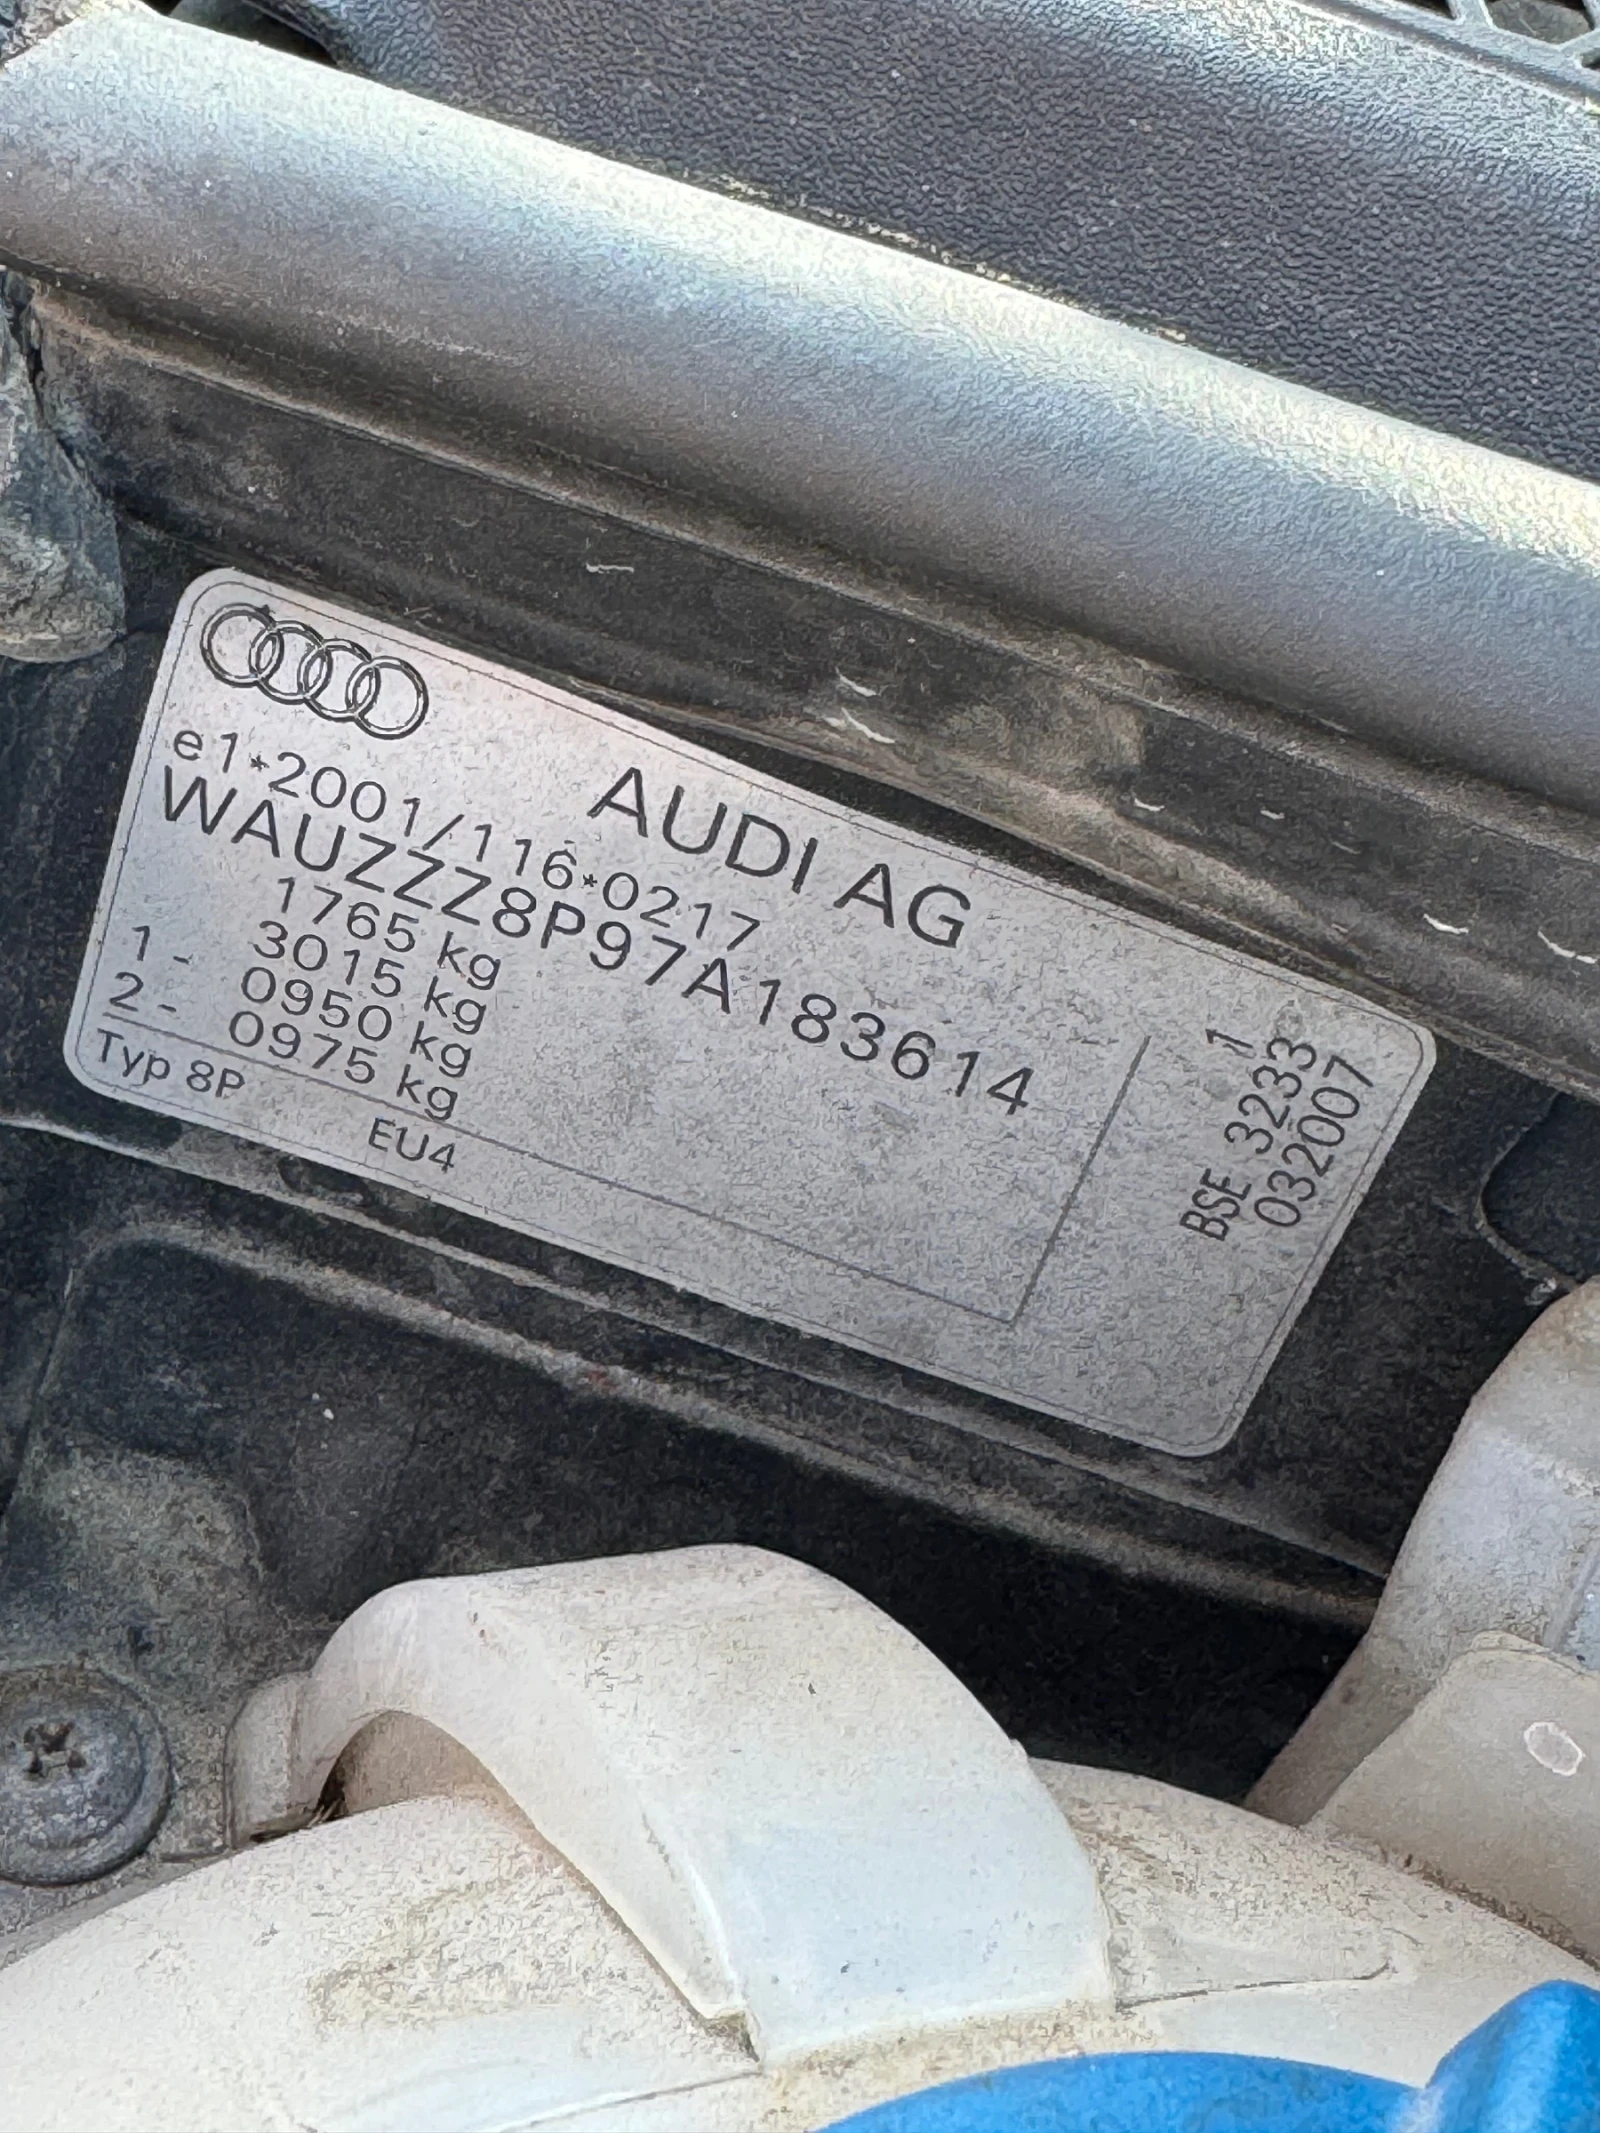 AUDI AG
e1*2001/116*0217
WAUZZZ8P97A183614
1765 kg
3015 kg
1. 0950 kg
2. 0975 kg
Typ 8P
EU4
1
BSE 3233
032007